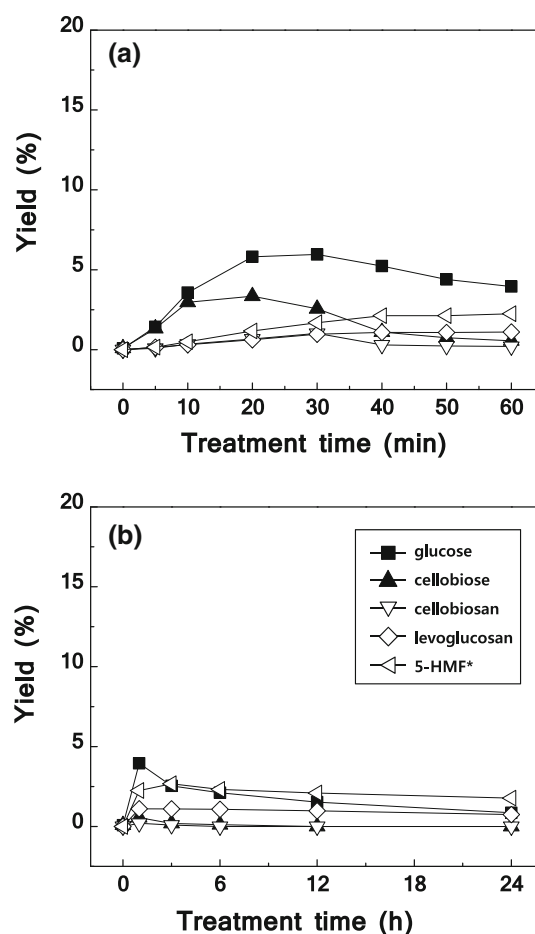 (a)
20
15
10
5
0
Yield (%)
0 10 20 30 40 50 60
Treatment time (min)
(b)
20
15
10
5
0
Yield (%)
glucose
cellobiose
cellobiosan
levoglucosan
5-HMF*
0 6 12 24
Treatment time (h)